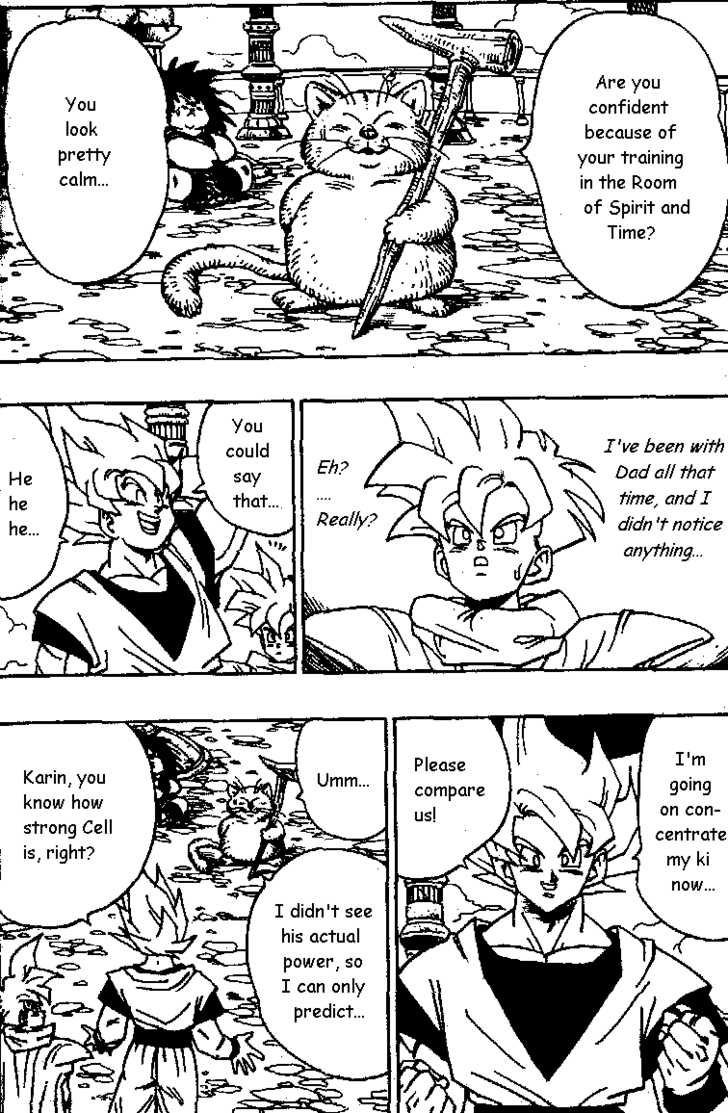 You
look
pretty
calm...
Are you
confident
because of
your training
in the Room
of Spirit and
Time?
He
he
he...
You
could
say
that...
Eh?
....
Really?
I've been with
Dad all that
time, and I
didn't notice
anything...
Karin, you
know how
strong Cell
is, right?
Umm...
I didn't see
his actual
power, so
I can only
predict...
Please
compare
us!
I'm
going
on con-
centrate
my ki
now...